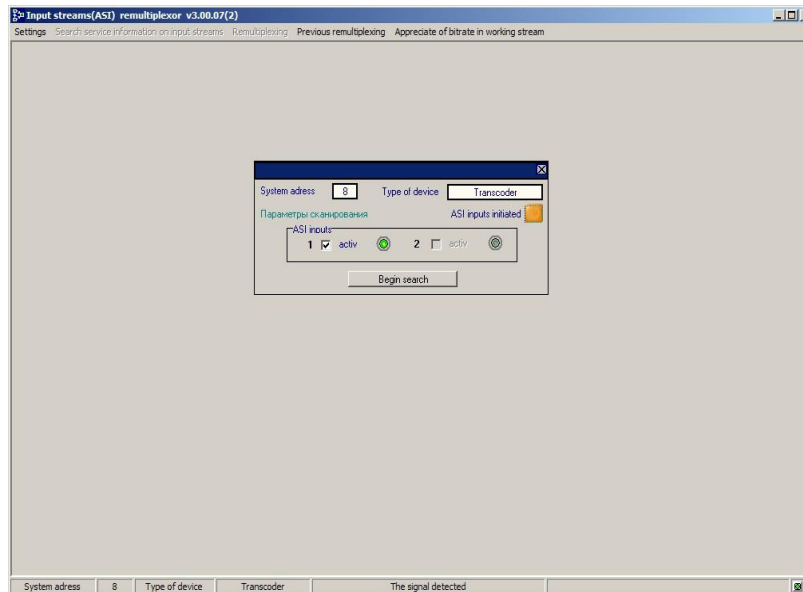 Input streams(ASI) remultiplexor v3.00.07(2)
Settings Search service information on input streams Remultiplexing Previous remultiplexing Appreciate of bitrate in working stream
System adress 8 Type of device Transcoder
Параметры сканирования ASI inputs initiated
ASI inputs
1 activ 2 activ
Begin search
System adress 8 Type of device Transcoder The signal detected